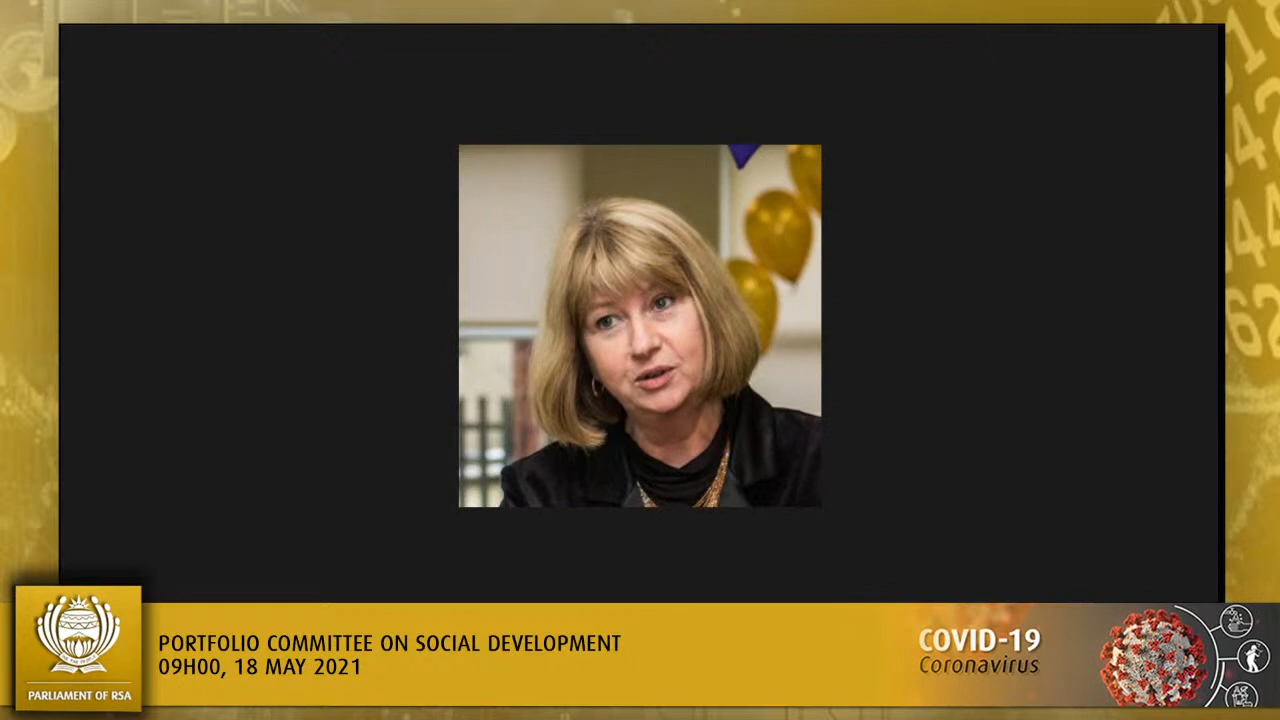 PORTFOLIO COMMITTEE ON SOCIAL DEVELOPMENT
09H00, 18 MAY 2021
COVID-19
Coronavirus
PARLIAMENT OF RSA